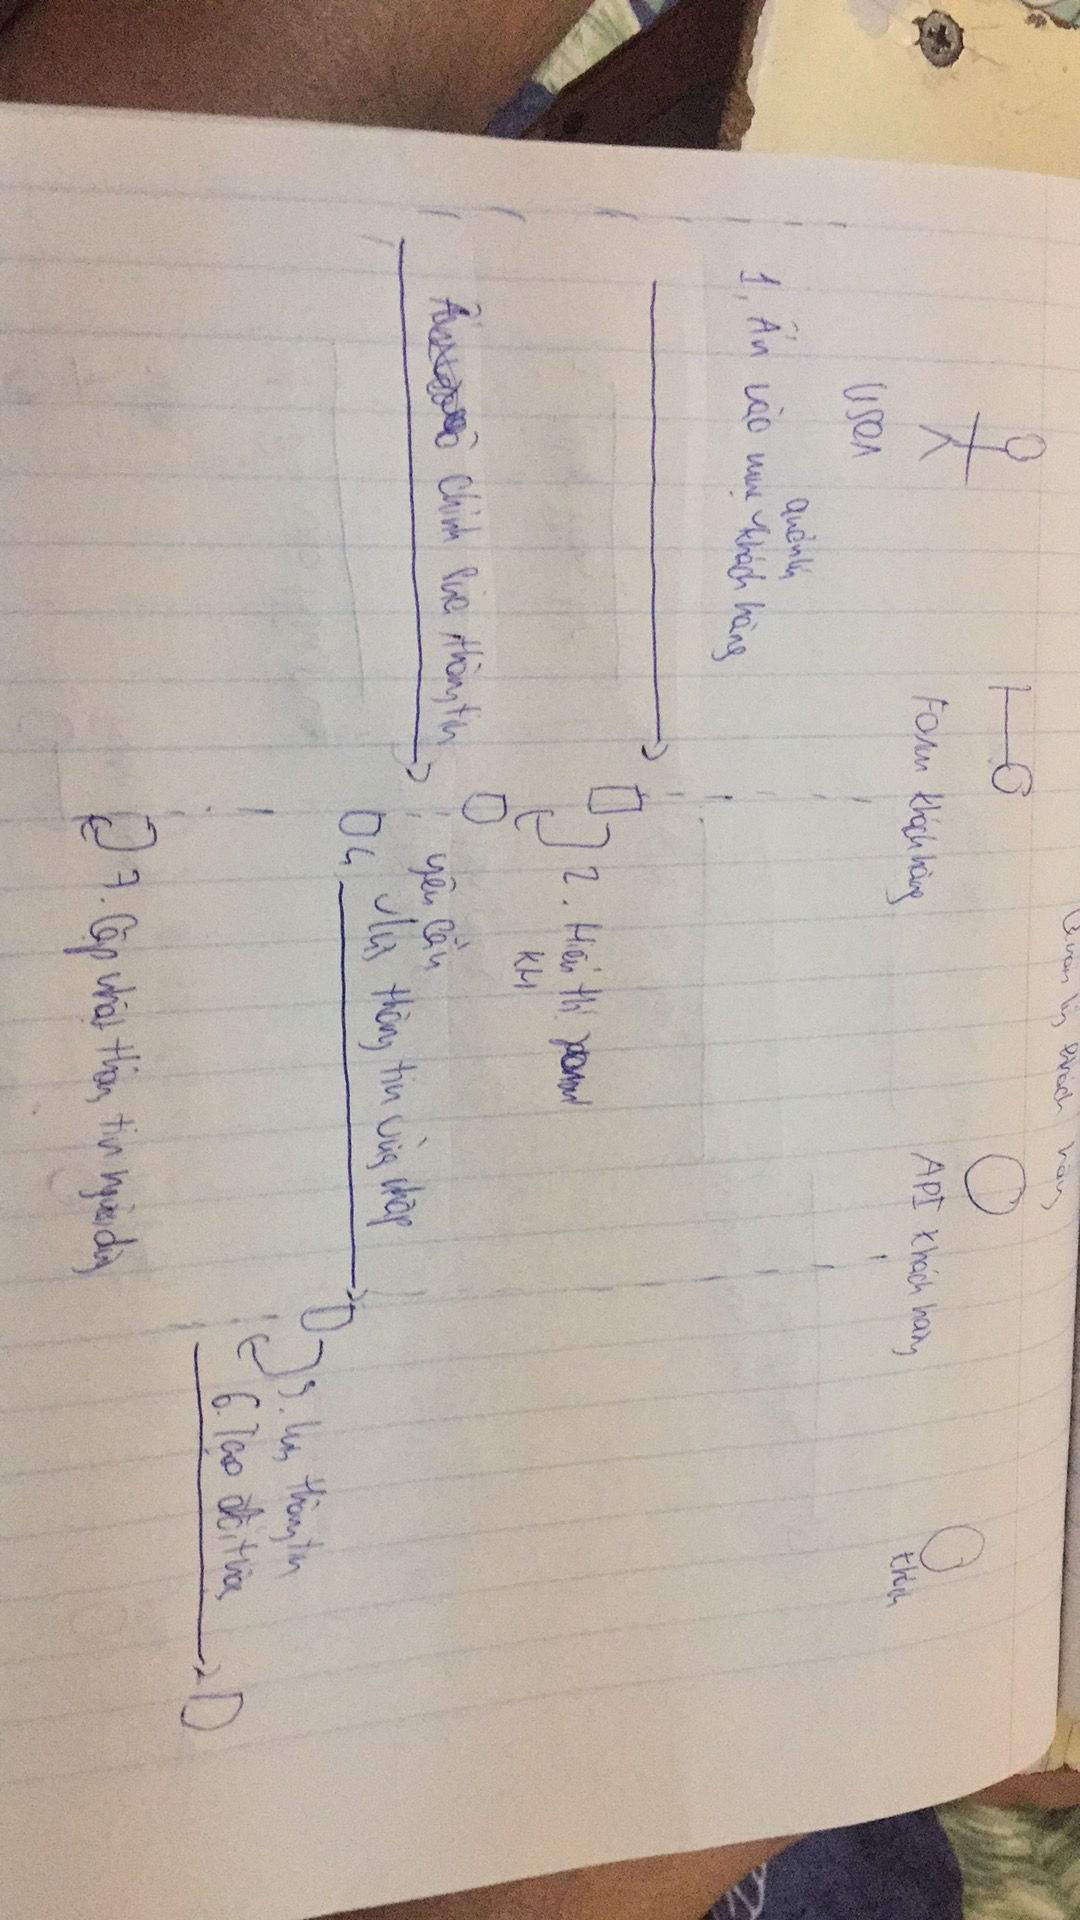 Quản lý khách hàng
User
Form khách hàng
API khách hàng
khách
1. Ấn vào mục quản lý khách hàng
2. Hiển thị
KH
chỉnh sửa thông tin
yêu cầu
4. lưu thông tin vừa nhập
5. lưu thông tin
6. Tạo đối tượng
7. Cập nhật thông tin người dùng